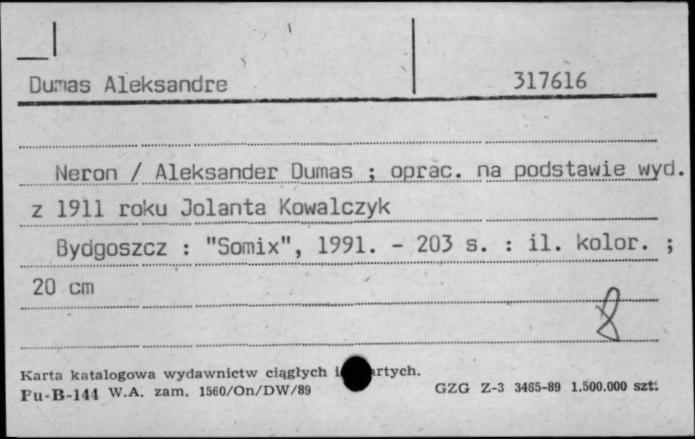 Dumas Aleksandre 317616
Neron / Aleksander Dumas ; oprac. na podstawie wyd.
z 1911 roku Jolanta Kowalczyk
Bydgoszcz : "Somix", 1991. - 203 s. : il. kolor. ;
20 cm
Karta katalogowa wydawnictw ciągłych i
Pu-B-144 W.A. zam. 1560/On/DW/89 GZG Z-3 3465-89 1.500.000 szt.